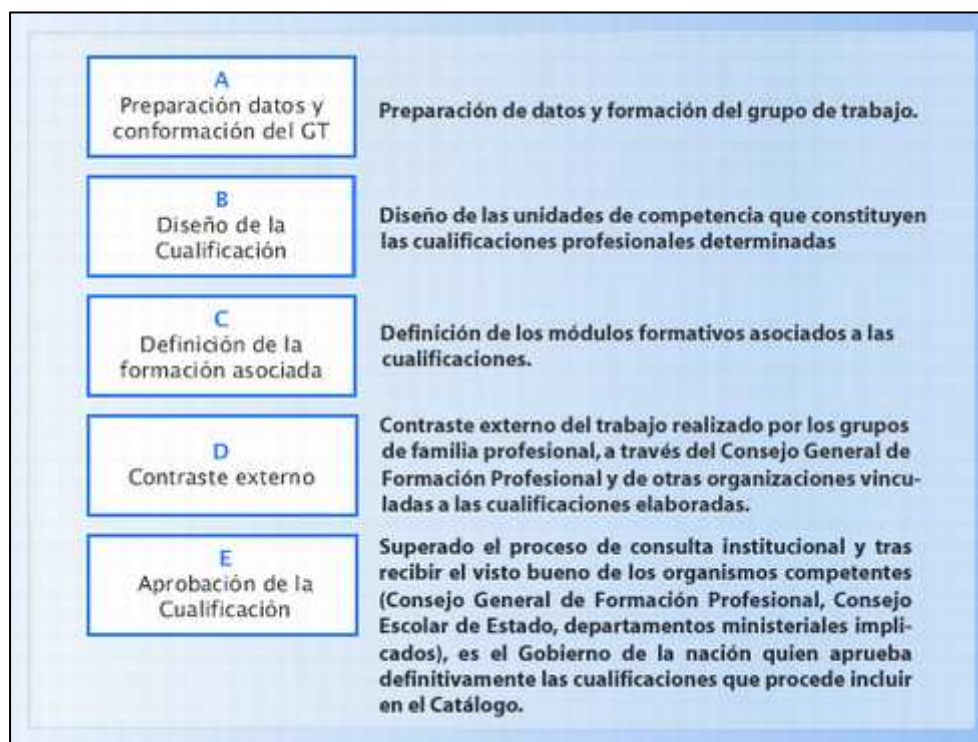 A
Preparación datos y
conformación del GT
Preparación de datos y formación del grupo de trabajo.
B
Diseño de la
Cualificación
Diseño de las unidades de competencia que constituyen
las cualificaciones profesionales determinadas
C
Definición de la
formación asociada
Definición de los módulos formativos asociados a las
cualificaciones.
D
Contraste externo
Contraste externo del trabajo realizado por los grupos
de familia profesional, a través del Consejo General de
Formación Profesional y de otras organizaciones vincu-
ladas a las cualificaciones elaboradas.
E
Aprobación de la
Cualificación
Superado el proceso de consulta institucional y tras
recibir el visto bueno de los organismos competentes
(Consejo General de Formación Profesional, Consejo
Escolar de Estado, departamentos ministeriales impli-
cados), es el Gobierno de la nación quien aprueba
definitivamente las cualificaciones que procede incluir
en el Catálogo.